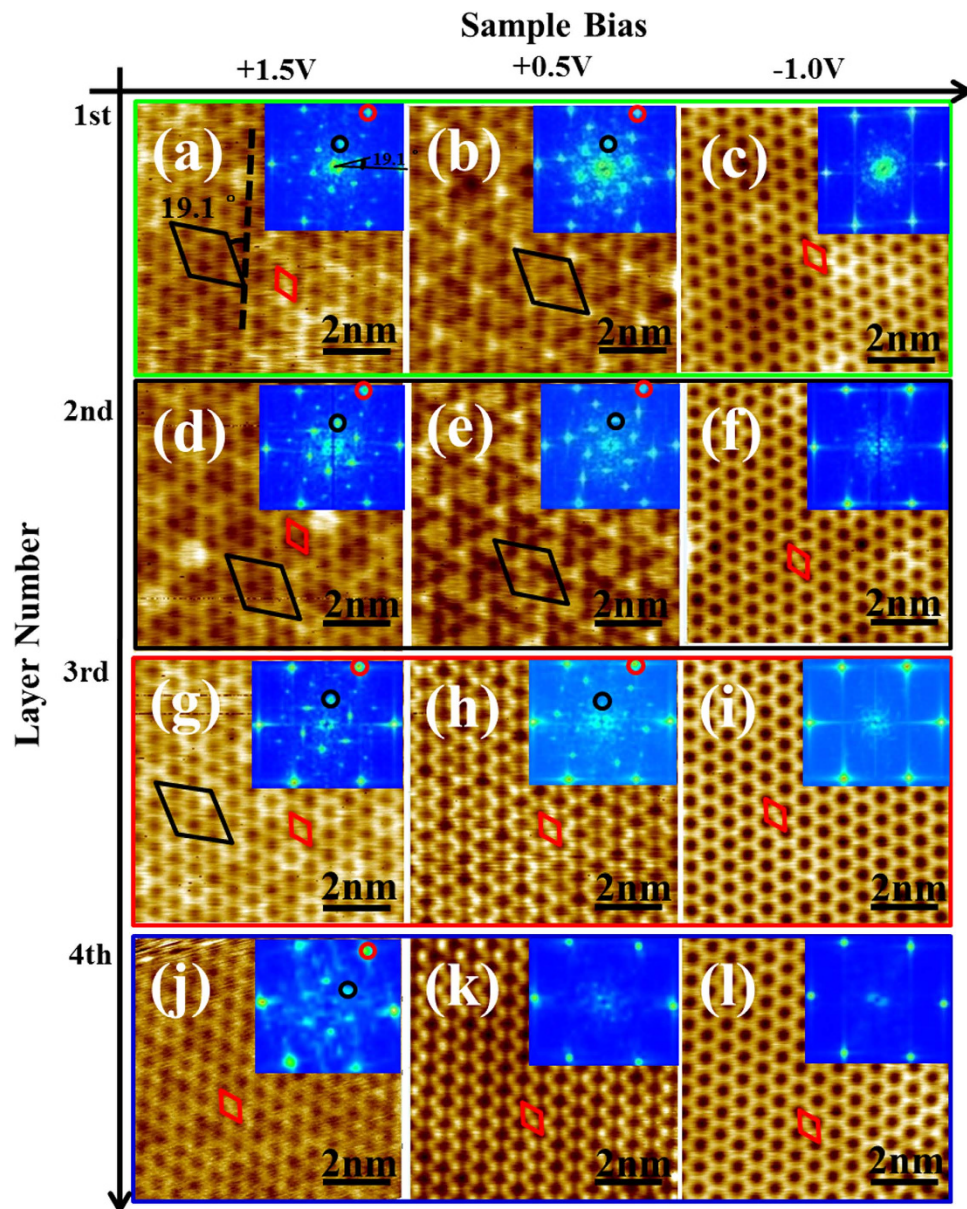 Sample Bias
+1.5V +0.5V -1.0V
1st
(a) (b) (c)
19.1
19.1 °
2nm 2nm 2nm
2nd
(d) (e) (f)
2nm 2nm 2nm
Layer Number
3rd
(g) (h) (i)
2nm 2nm 2nm
4th
(j) (k) (l)
2nm 2nm 2nm